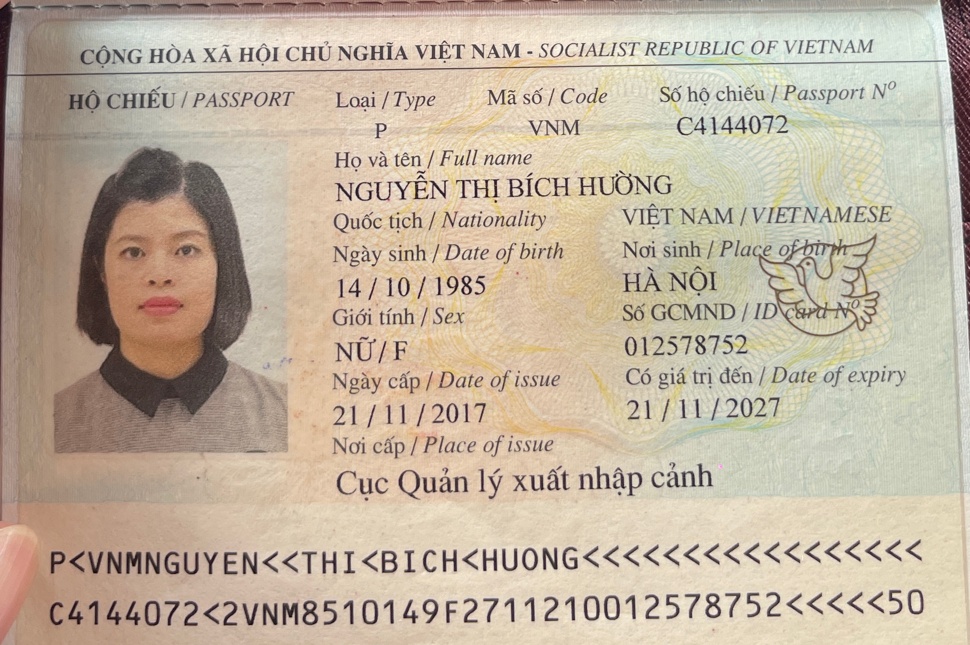 CỘNG HÒA XÃ HỘI CHỦ NGHĨA VIỆT NAM - SOCIALIST REPUBLIC OF VIETNAM
HỘ CHIẾU / PASSPORT
Loại / Type Mã số / Code Số hộ chiếu / Passport Nº
P VNM C4144072
Họ và tên / Full name
NGUYỄN THỊ BÍCH HƯỜNG
Quốc tịch / Nationality VIỆT NAM / VIETNAMESE
Ngày sinh / Date of birth Nơi sinh / Place of birth
14 / 10 / 1985 HÀ NỘI
Giới tính / Sex Số GCMND / ID card Nº
NỮ / F 012578752
Ngày cấp / Date of issue Có giá trị đến / Date of expiry
21 / 11 / 2017 21 / 11 / 2027
Nơi cấp / Place of issue
Cục Quản lý xuất nhập cảnh
P<VNMNGUYEN<<THI<BICH<HUONG<<<<<<<<<<<<<<<<<
C4144072<2VNM8510149F2711210012578752<<<<<50